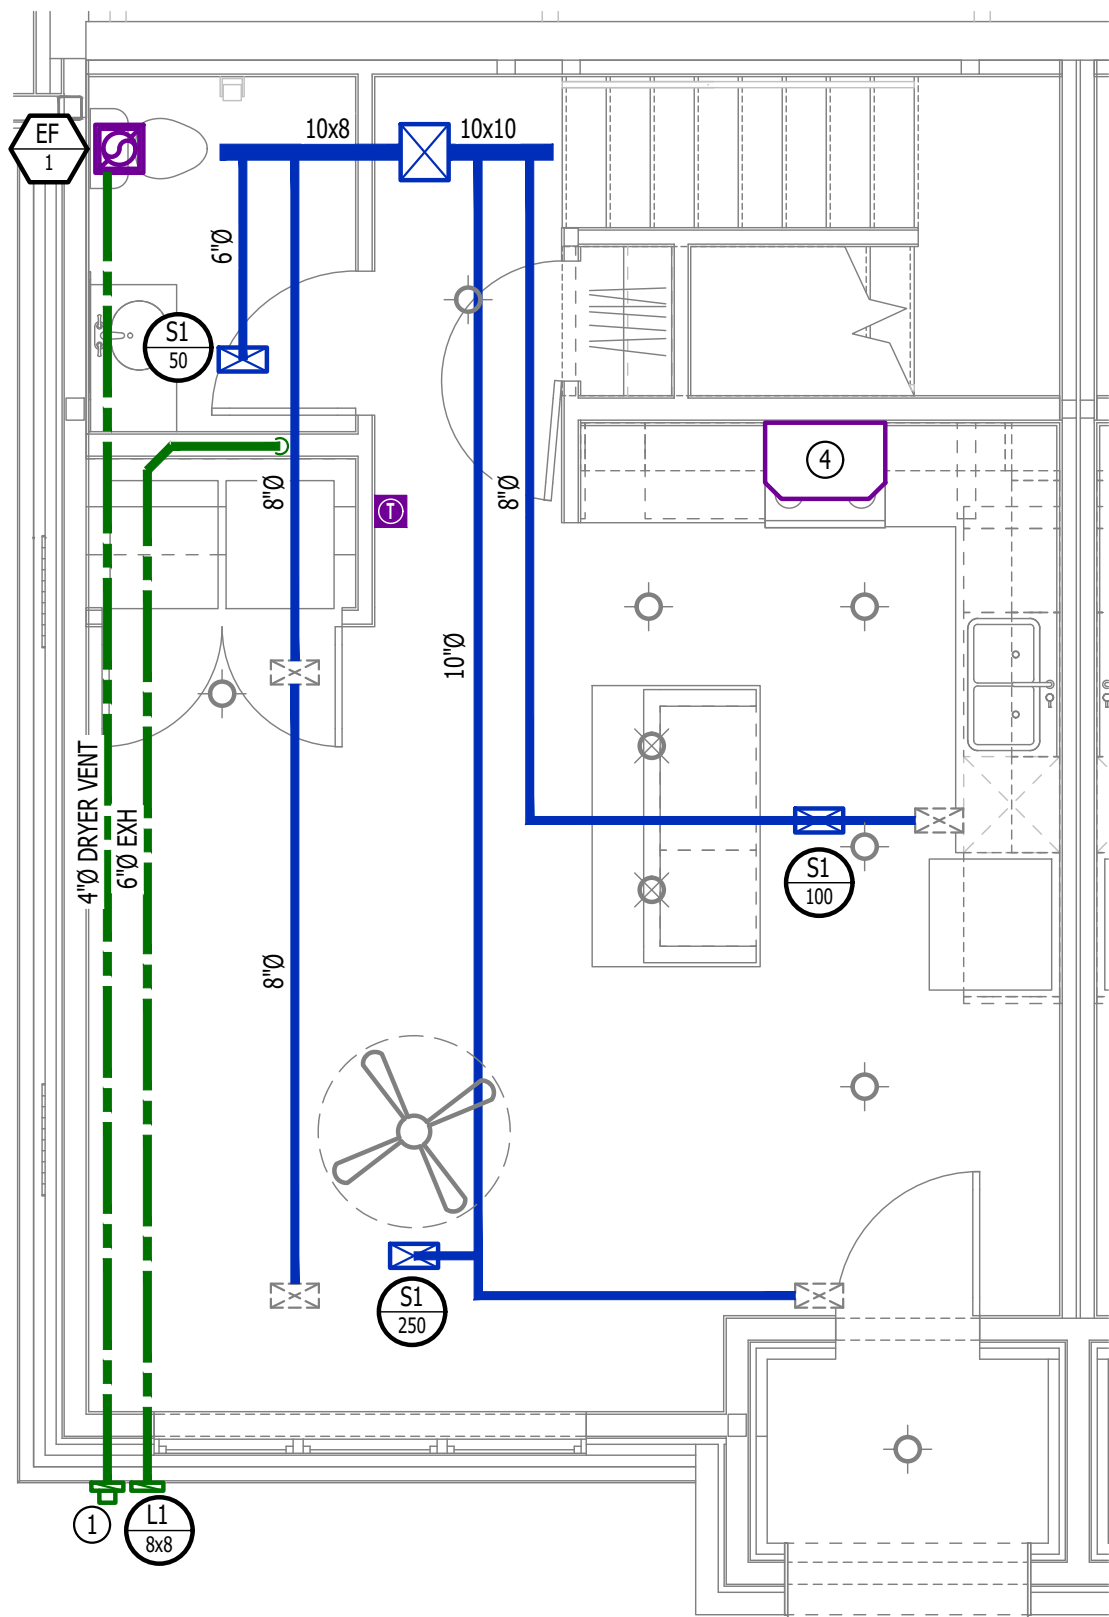 EF
1
10x8
10x10
6"Ø
S1
50
4
8"Ø
8"Ø
T
10"Ø
4"Ø DRYER VENT
6"Ø EXH
S1
100
8"Ø
S1
250
1
L1
8x8